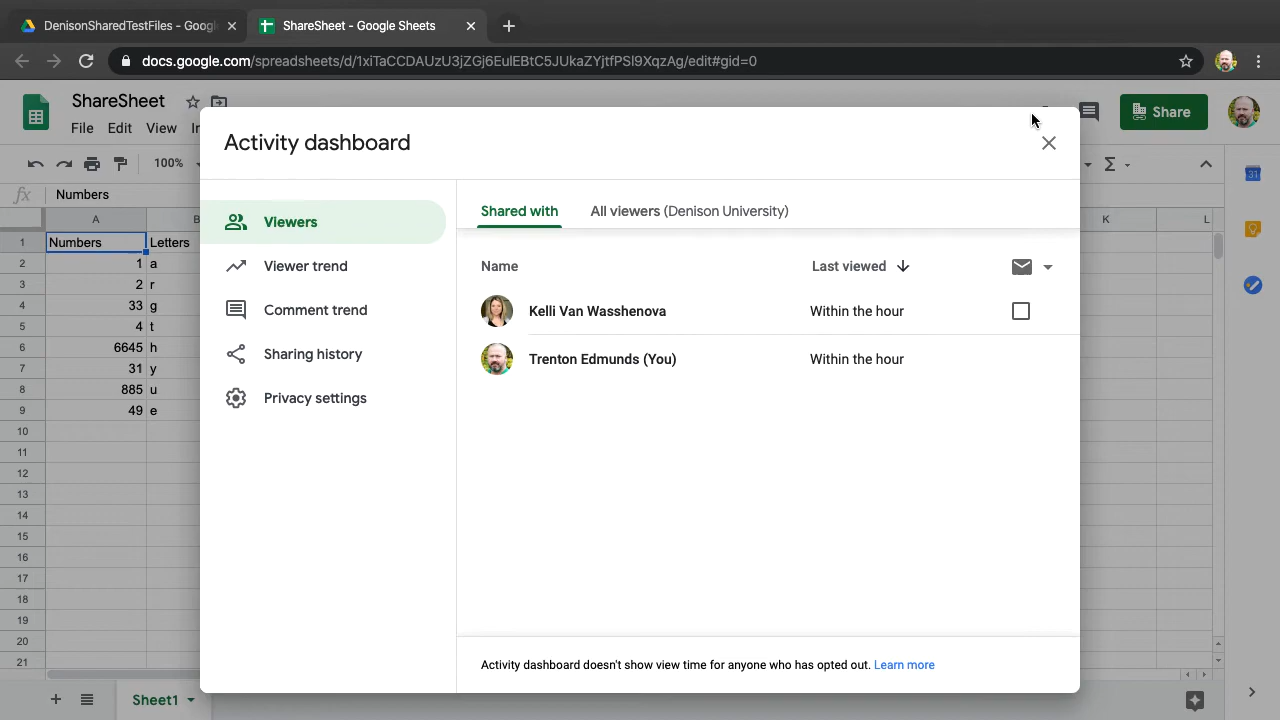 DenisonSharedTestFiles - Googl
ShareSheet - Google Sheets
docs.google.com/spreadsheets/d/1xiTaCCDAUzU3jZGj6EulEBtC5JUkaZYjtfPSl9XqzAg/edit#gid=0
ShareSheet
File Edit View In
Share
100%
fx Numbers
A B K L
1 Numbers Letters
2 1 a
3 2 r
4 33 g
5 4 t
6 6645 h
7 31 y
8 885 u
9 49 e
10
11
12
13
14
15
16
17
18
19
20
21
Sheet1
31
Activity dashboard
Viewers
Viewer trend
Comment trend
Sharing history
Privacy settings
Shared with All viewers (Denison University)
Name Last viewed
Kelli Van Wasshenova Within the hour
Trenton Edmunds (You) Within the hour
Activity dashboard doesn't show view time for anyone who has opted out. Learn more